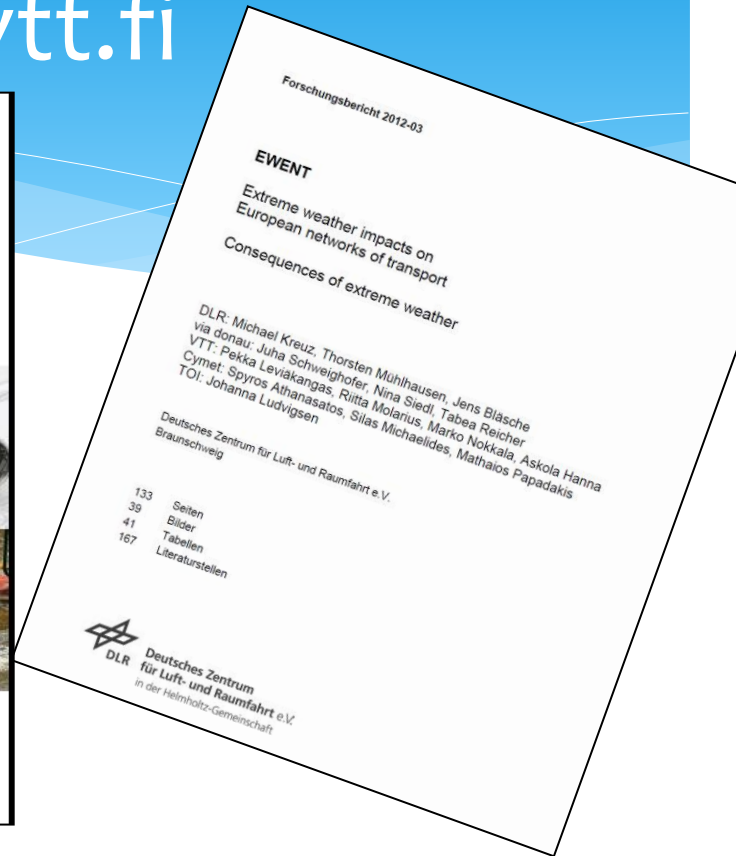 vtt.fi
Forschungsbericht 2012-03
EWENT
Extreme weather impacts on
European networks of transport
Consequences of extreme weather
DLR: Michael Kreuz, Thorsten Mühlhausen, Jens Bläsche
via donau: Juha Schweighofer, Nina Siedl, Tabea Reicher
VTT: Pekka Leviäkangas, Riitta Molarius, Marko Nokkala, Askola Hanna
Cymet: Spyros Athanasatos, Silas Michaelides, Mathaios Papadakis
TOI: Johanna Ludvigsen
Deutsches Zentrum für Luft- und Raumfahrt e.V.
Braunschweig
133 Seiten
39 Bilder
41 Tabellen
167 Literaturstellen
DLR
Deutsches Zentrum
für Luft- und Raumfahrt e.V.
in der Helmholtz-Gemeinschaft